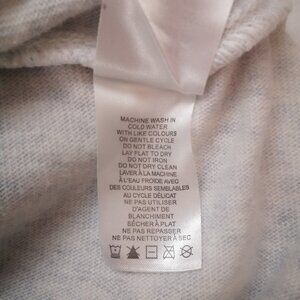 MACHINE WASH IN
COLD WATER
WITH LIKE COLOURS
ON GENTLE CYCLE
DO NOT BLEACH
LAY FLAT TO DRY
DO NOT IRON
DO NOT DRY CLEAN
LAVER À LA MACHINE
À L'EAU FROIDE AVEC
DES COULEURS SEMBLABLES
AU CYCLE DÉLICAT
NE PAS UTILISER
D'AGENT DE
BLANCHIMENT
SÉCHER À PLAT
NE PAS REPASSER
NE PAS NETTOYER À SEC